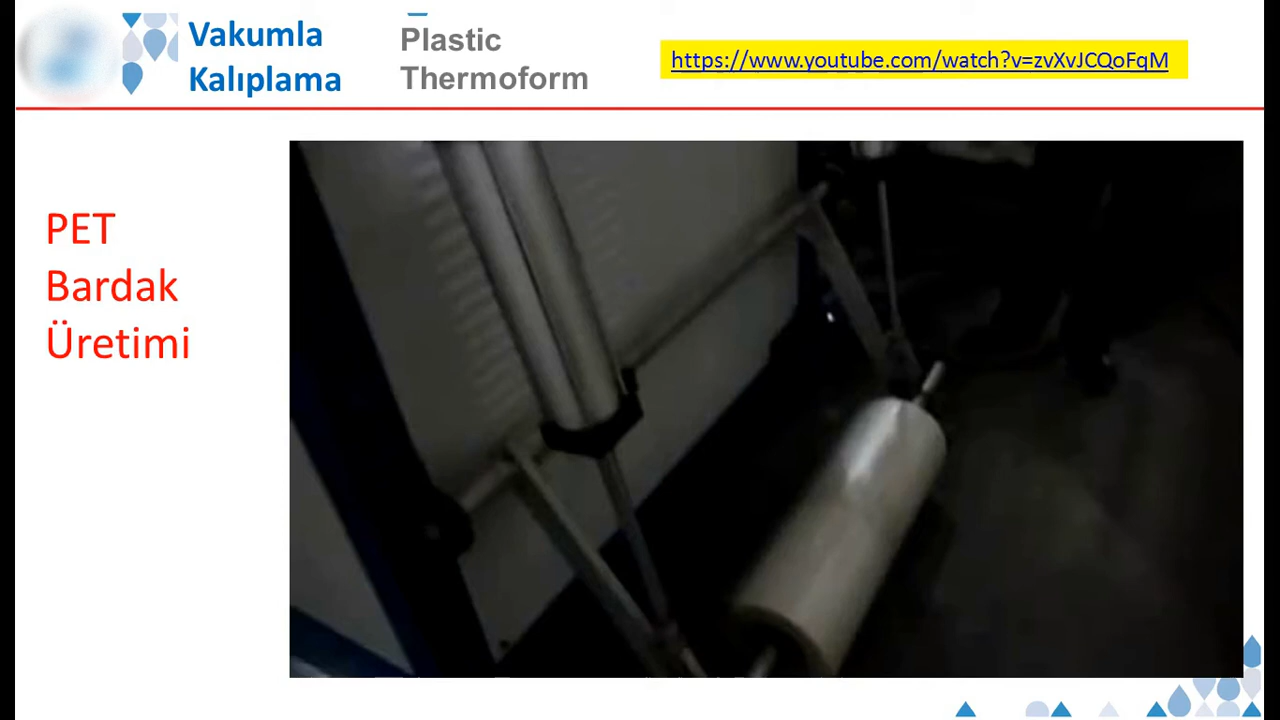 Vakumla
Kalıplama
Plastic
Thermoform
https://www.youtube.com/watch?v=zvXvJCQoFqM
PET
Bardak
Üretimi